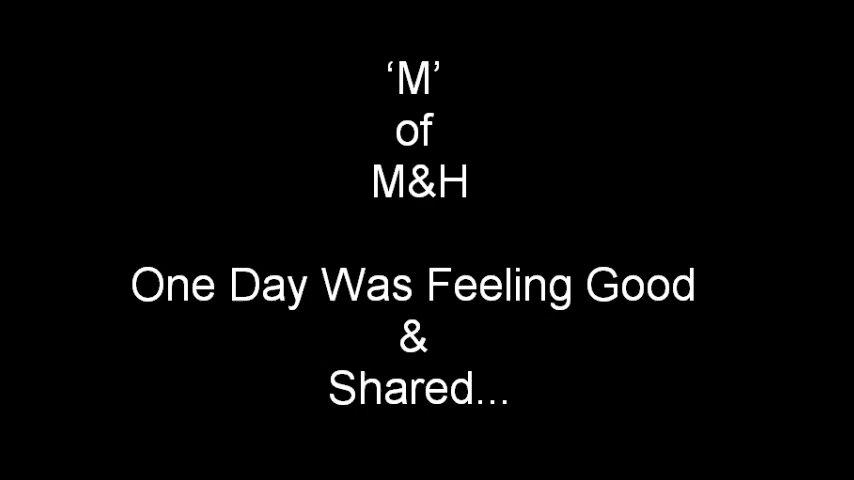 ‘M’
of
M&H
One Day Was Feeling Good
&
Shared...